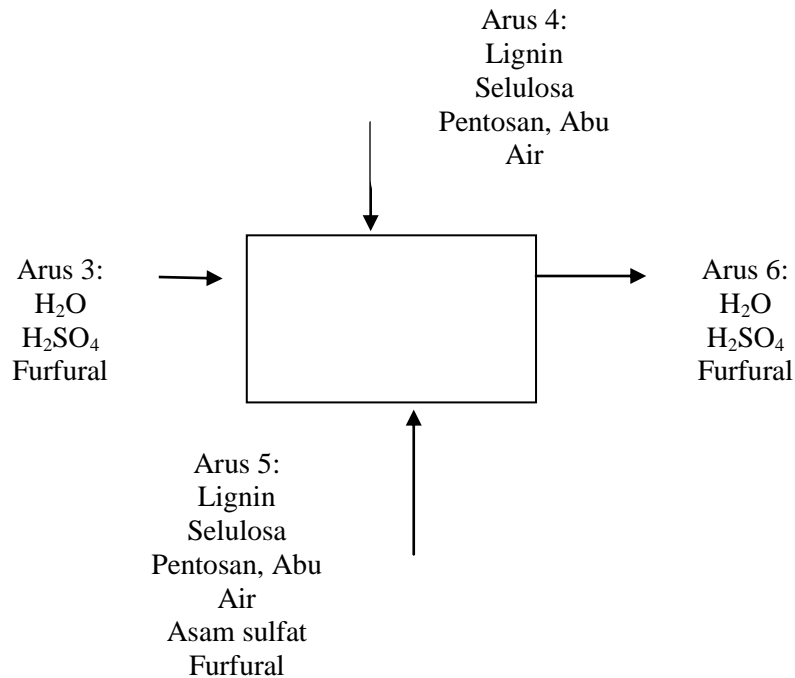 Arus 4:
Lignin
Selulosa
Pentosan, Abu
Air
Arus 3:
H₂O
H₂SO₄
Furfural
Arus 6:
H₂O
H₂SO₄
Furfural
Arus 5:
Lignin
Selulosa
Pentosan, Abu
Air
Asam sulfat
Furfural